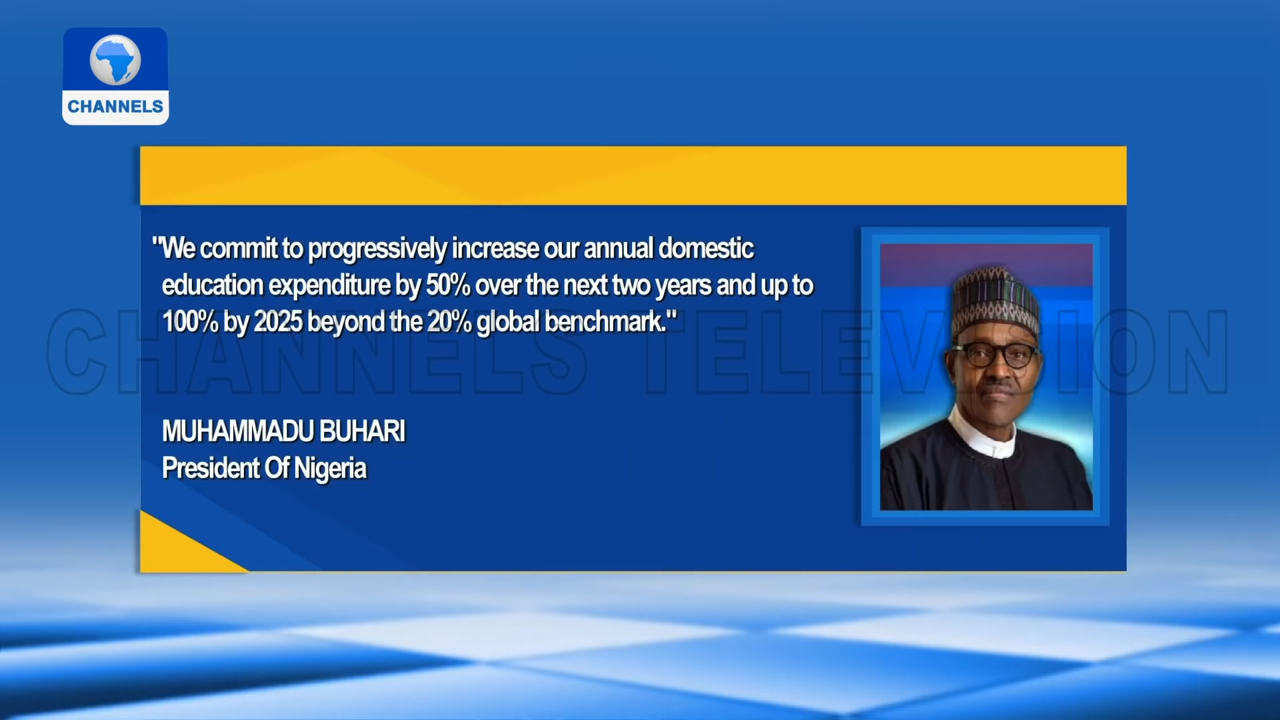 CHANNELS
"We commit to progressively increase our annual domestic
education expenditure by 50% over the next two years and up to
100% by 2025 beyond the 20% global benchmark."
CHANNELS TELEVISION
MUHAMMADU BUHARI
President Of Nigeria